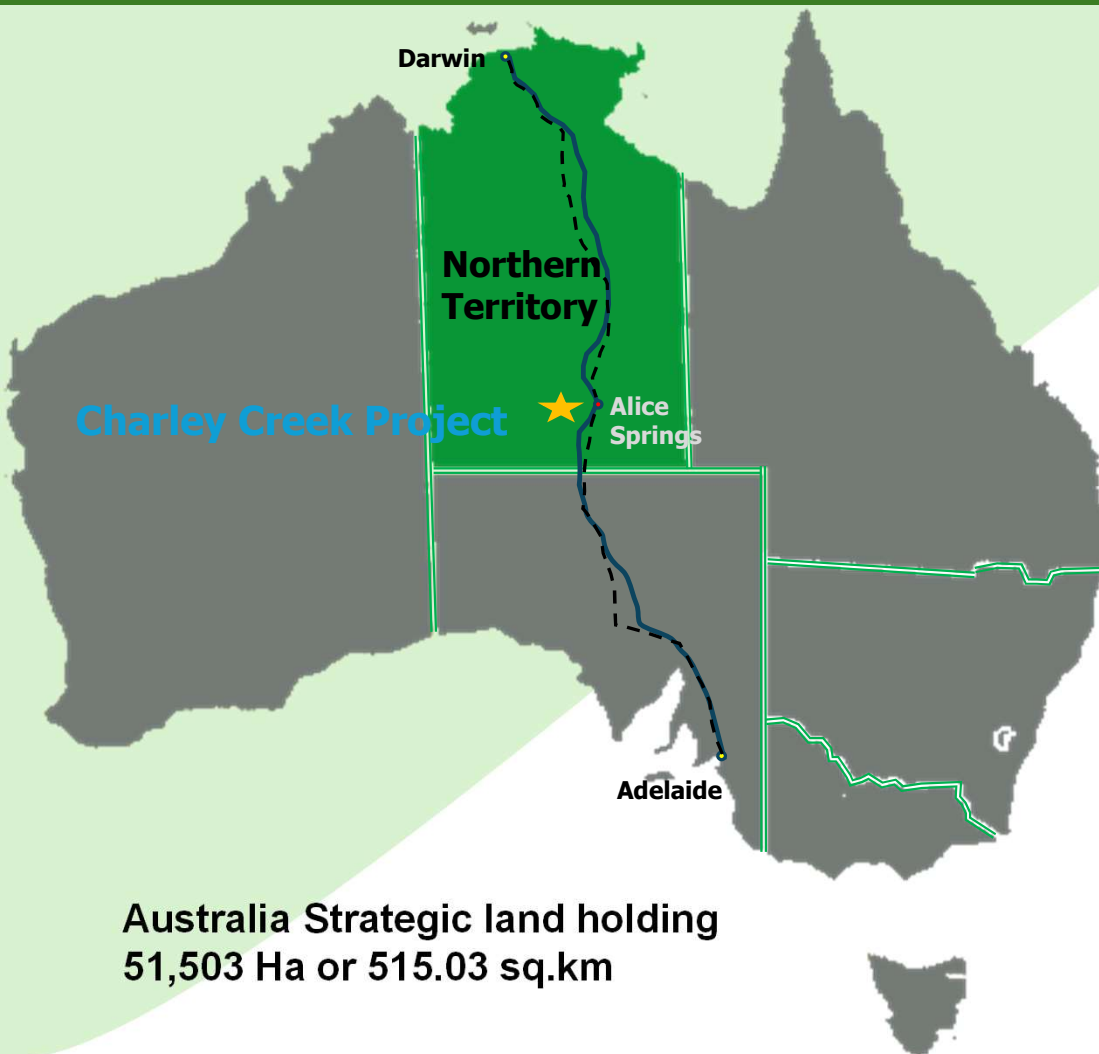 Darwin
Northern
Territory
Charley Creek Project
Alice
Springs
Adelaide
Australia Strategic land holding
51,503 Ha or 515.03 sq.km